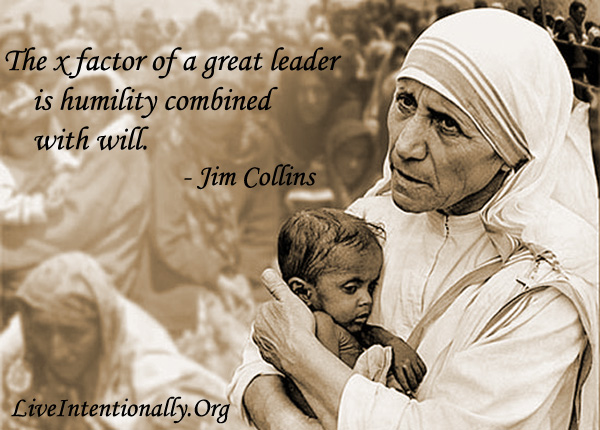 The x factor of a great leader
is humility combined
with will.
- Jim Collins
LiveIntentionally.Org